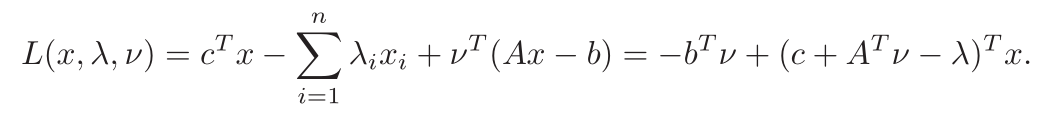 L(x, λ, ν) = c^T x − ∑_{i=1}^{n} λ_i x_i + ν^T (Ax − b) = −b^T ν + (c + A^T ν − λ)^T x.